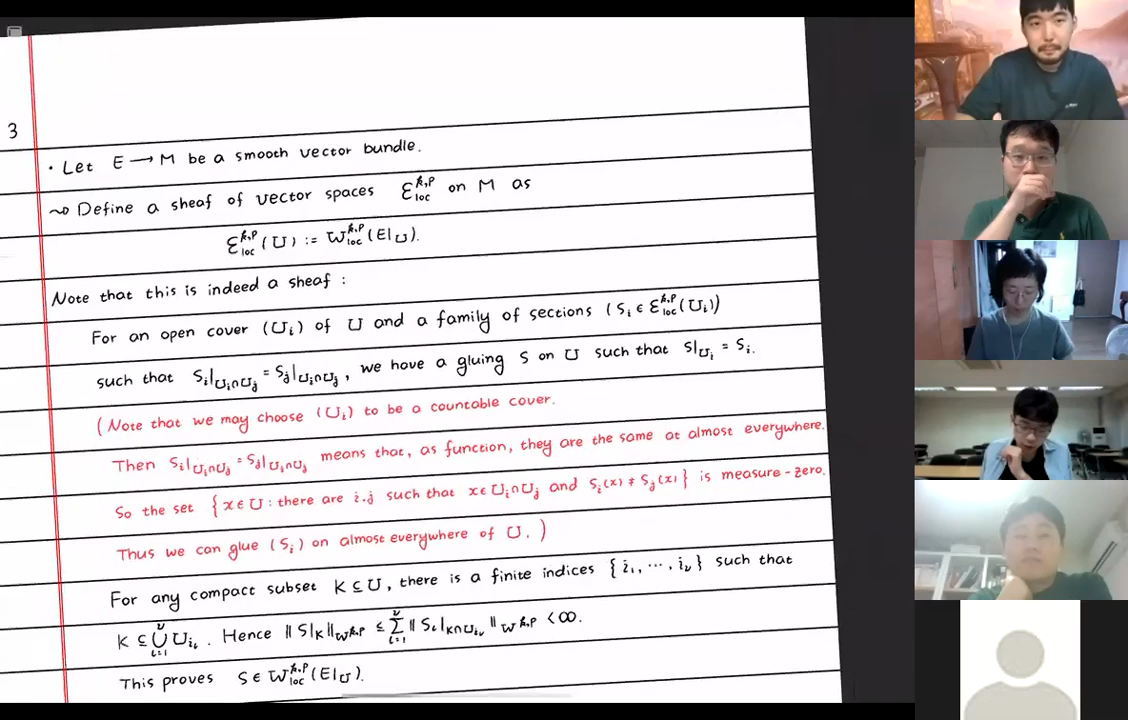 3
· Let E → M be a smooth vector bundle.
⤳ Define a sheaf of vector spaces ℰ^{k,p}_{loc} on M as
ℰ^{k,p}_{loc}(U) := W^{k,p}_{loc}(E|_U).
Note that this is indeed a sheaf :
For an open cover (U_i) of U and a family of sections (S_i ∈ ℰ^{k,p}_{loc}(U_i))
such that S_i|_{U_i∩U_j} = S_j|_{U_i∩U_j}, we have a gluing S on U such that S|_{U_i} = S_i.
(Note that we may choose (U_i) to be a countable cover.
Then S_i|_{U_i∩U_j} = S_j|_{U_i∩U_j} means that, as function, they are the same at almost everywhere.
So the set {x∈U : there are i,j such that x∈U_i∩U_j and S_i(x) ≠ S_j(x)} is measure-zero.
Thus we can glue (S_i) on almost everywhere of U.)
For any compact subset K ⊆ U, there is a finite indices {i_1, ⋯, i_ν} such that
K ⊆ ⋃_{ι=1}^{ν} U_{i_ι}. Hence ‖S|_K‖_{W^{k,p}} ≤ Σ_{ι=1}^{ν} ‖S_ι|_{K∩U_{i_ι}}‖_{W^{k,p}} < ∞.
This proves S ∈ W^{k,p}_{loc}(E|_U).